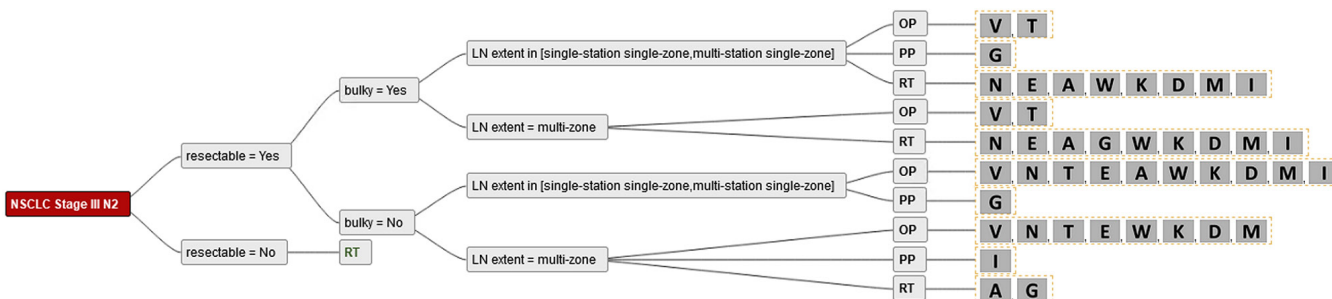 OP V, T
LN extent in [single-station single-zone,multi-station single-zone] PP G
RT N, E, A, W, K, D, M, I
bulky = Yes
OP V, T
LN extent = multi-zone
RT N, E, A, G, W, K, D, M, I
resectable = Yes
OP V, N, T, E, A, W, K, D, M, I
LN extent in [single-station single-zone,multi-station single-zone]
PP G
NSCLC Stage III N2
bulky = No
OP V, N, T, E, W, K, D, M
resectable = No RT
LN extent = multi-zone PP I
RT A, G